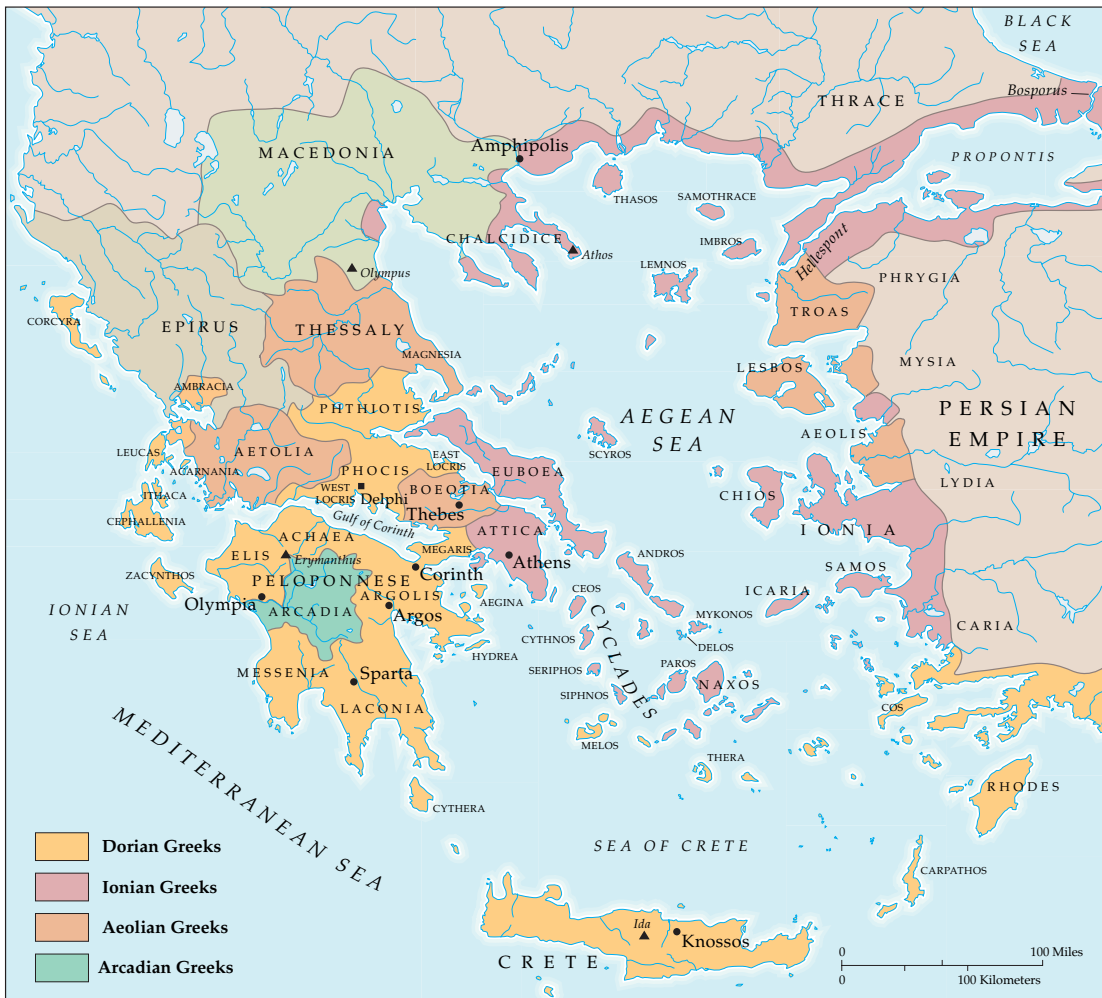 BLACK
SEA
Bosporus
THRACE
PROPONTIS
Amphipolis
MACEDONIA
THASOS
SAMOTHRACE
CHALCIDICE
Athos
IMBROS
Hellespont
LEMNOS
PHRYGIA
Olympus
CORCYRA
EPIRUS
THESSALY
TROAS
MAGNESIA
MYSIA
LESBOS
AMBRACIA
PHTHIOTIS
AEGEAN
SEA
PERSIAN
EMPIRE
AEOLIS
LEUCAS
AETOLIA
EAST
LOCRIS
SCYROS
ACARNANIA
PHOCIS
EUBOEA
LYDIA
WEST
LOCRIS
Delphi
BOEOTIA
Thebes
CHIOS
ITHACA
CEPHALLENIA
Gulf of Corinth
ATTICA
IONIA
ACHAEA
ELIS
Erymanthus
MEGARIS
Athens
ANDROS
ZACYNTHOS
PELOPONNESE
Corinth
SAMOS
Olympia
ARCADIA
ARGOLIS
Argos
AEGINA
CEOS
ICARIA
IONIAN
SEA
CYCLADES
MYKONOS
CARIA
CYTHNOS
DELOS
HYDREA
MESSENIA
Sparta
SERIPHOS
PAROS
NAXOS
SIPHNOS
LACONIA
COS
MELOS
THERA
MEDITERRANEAN SEA
CYTHERA
RHODES
SEA OF CRETE
CARPATHOS
Ida
Knossos
CRETE
Dorian Greeks
Ionian Greeks
Aeolian Greeks
Arcadian Greeks
0 100 Miles
0 100 Kilometers